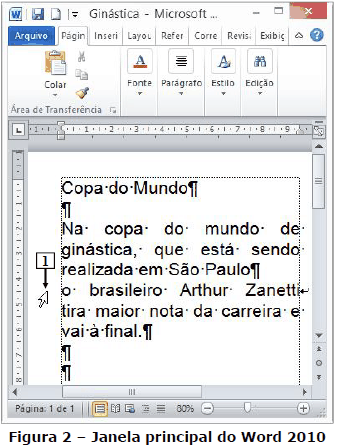 Ginástica - Microsoft ...
Arquivo Págin Inseri Layou Refer Corre Revisa Exibiç
Colar
Fonte
Parágrafo
Estilo
Edição
Área de Transferência
Copa·do·Mundo¶
¶
Na· copa· do· mundo· de·
ginástica,· que· está· sendo·
realizada·em·São·Paulo¶
o· brasileiro· Arthur· Zanetti↵
tira· maior· nota· da· carreira· e·
vai·à·final.¶
¶
¶
1
Página: 1 de 1 80%
Figura 2 – Janela principal do Word 2010